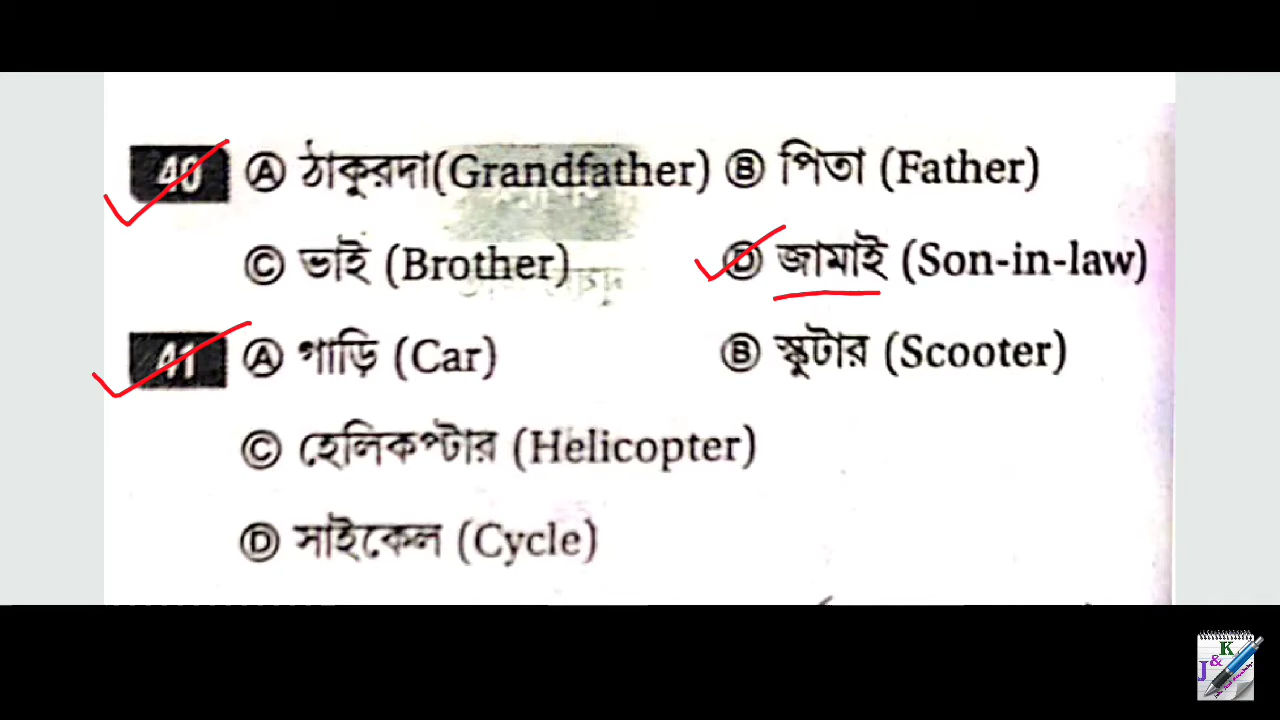 40 Ⓐ ঠাকুরদা(Grandfather) Ⓑ পিতা (Father)
Ⓒ ভাই (Brother) Ⓓ জামাই (Son-in-law)
41 Ⓐ গাড়ি (Car) Ⓑ স্কুটার (Scooter)
Ⓒ হেলিকপ্টার (Helicopter)
Ⓓ সাইকেল (Cycle)
J&K